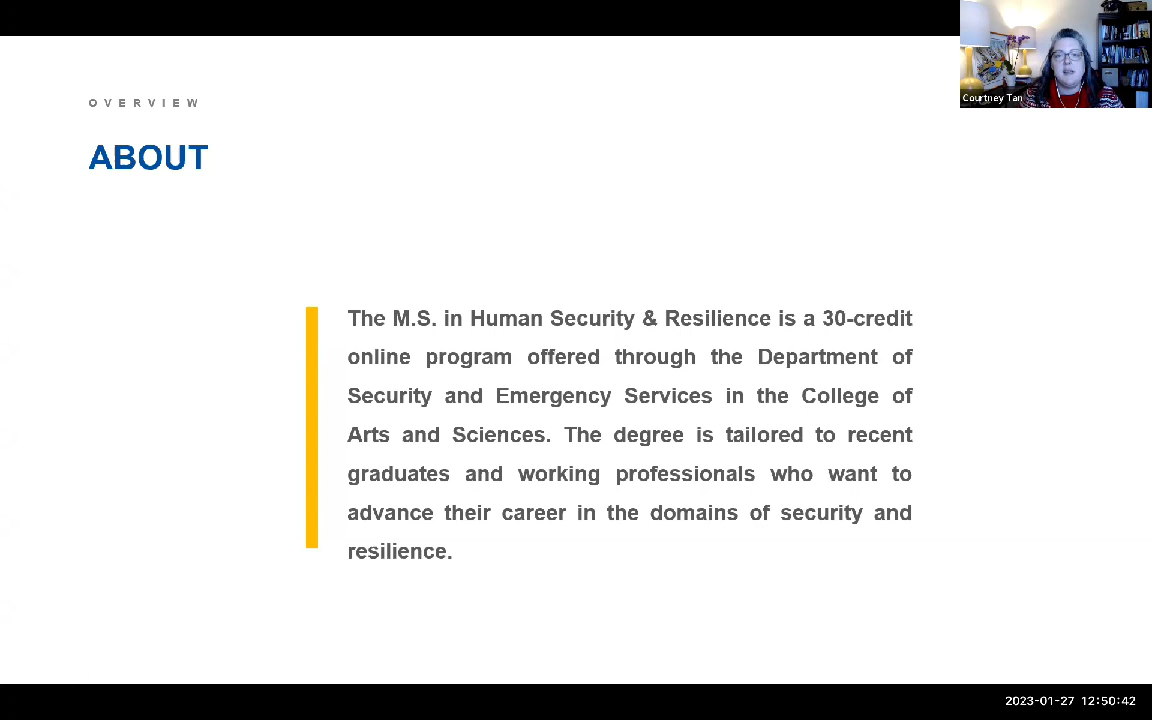 Courtney Tan
OVERVIEW
ABOUT
The M.S. in Human Security & Resilience is a 30-credit
online program offered through the Department of
Security and Emergency Services in the College of
Arts and Sciences. The degree is tailored to recent
graduates and working professionals who want to
advance their career in the domains of security and
resilience.
2023-01-27 12:50:42